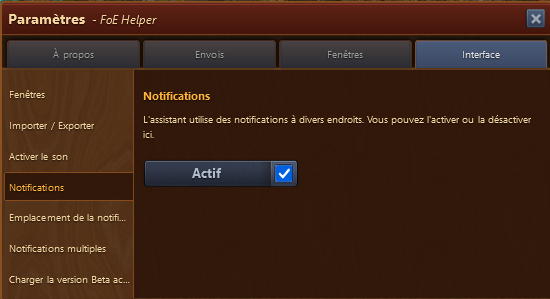 Paramètres - FoE Helper
À propos
Envois
Fenêtres
Interface
Fenêtres
Importer / Exporter
Activer le son
Notifications
Emplacement de la notifi...
Notifications multiples
Charger la version Beta ac...
Notifications
L'assistant utilise des notifications à divers endroits. Vous pouvez l'activer ou la désactiver
ici.
Actif